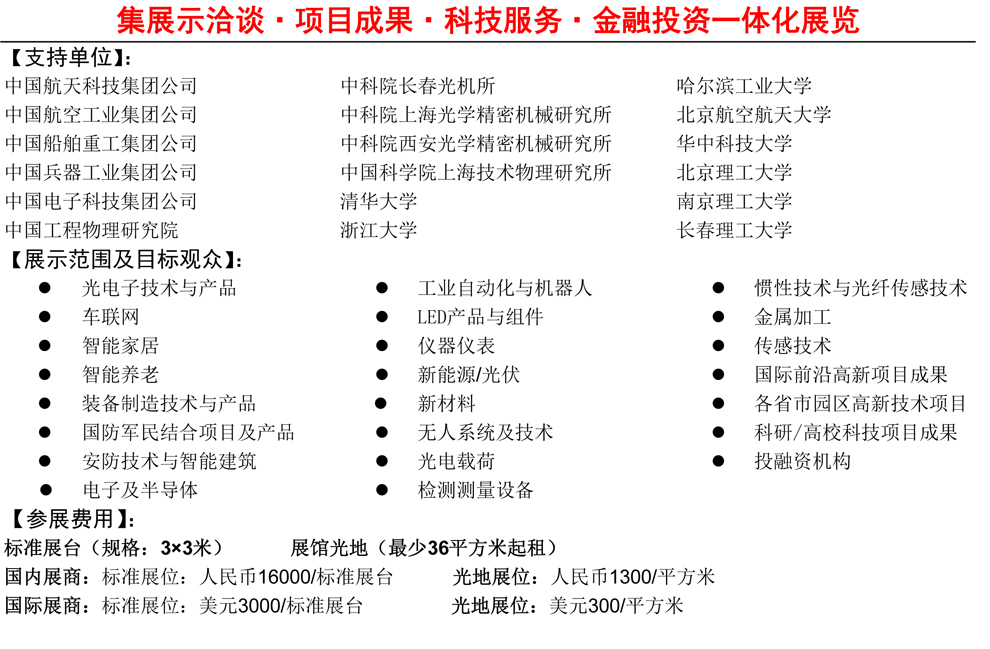 集展示洽谈·项目成果·科技服务·金融投资一体化展览
【支持单位】:
中国航天科技集团公司 中科院长春光机所 哈尔滨工业大学
中国航空工业集团公司 中科院上海光学精密机械研究所 北京航空航天大学
中国船舶重工集团公司 中科院西安光学精密机械研究所 华中科技大学
中国兵器工业集团公司 中国科学院上海技术物理研究所 北京理工大学
中国电子科技集团公司 清华大学 南京理工大学
中国工程物理研究院 浙江大学 长春理工大学
【展示范围及目标观众】:
● 光电子技术与产品 ● 工业自动化与机器人 ● 惯性技术与光纤传感技术
● 车联网 ● LED产品与组件 ● 金属加工
● 智能家居 ● 仪器仪表 ● 传感技术
● 智能养老 ● 新能源/光伏 ● 国际前沿高新项目成果
● 装备制造技术与产品 ● 新材料 ● 各省市园区高新技术项目
● 国防军民结合项目及产品 ● 无人系统及技术 ● 科研/高校科技项目成果
● 安防技术与智能建筑 ● 光电载荷 ● 投融资机构
● 电子及半导体 ● 检测测量设备
【参展费用】:
标准展台（规格：3×3米） 展馆光地（最少36平方米起租）
国内展商：标准展位：人民币16000/标准展台 光地展位：人民币1300/平方米
国际展商：标准展位：美元3000/标准展台 光地展位：美元300/平方米